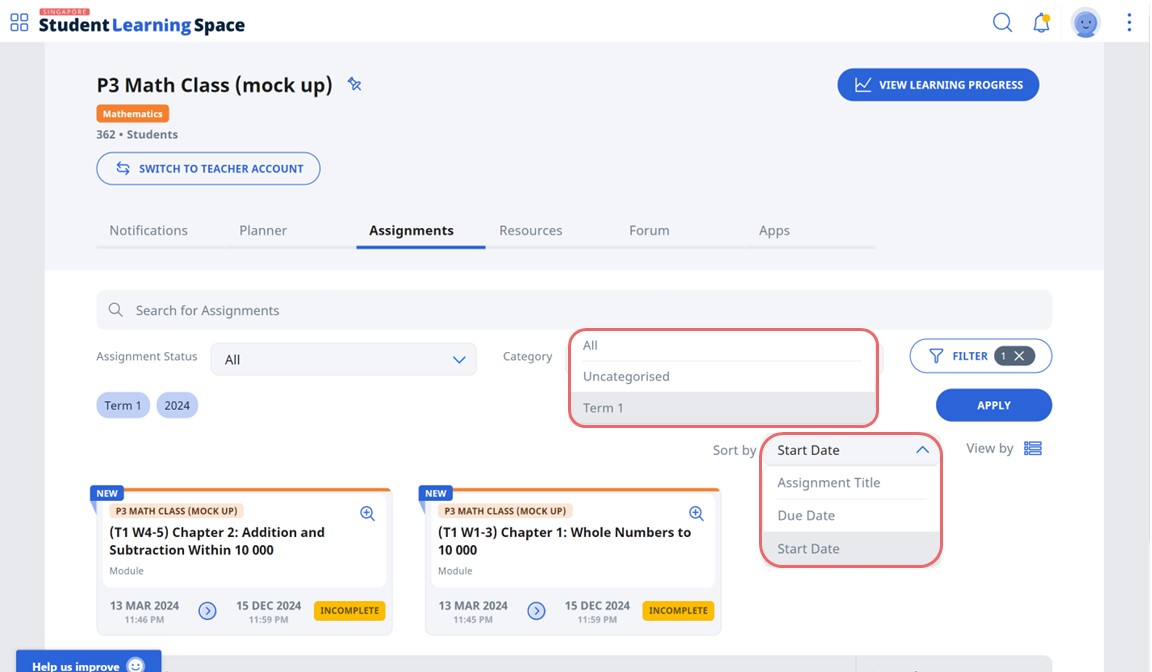 SINGAPORE
Student Learning Space
P3 Math Class (mock up)
VIEW LEARNING PROGRESS
Mathematics
362 • Students
SWITCH TO TEACHER ACCOUNT
Notifications
Planner
Assignments
Resources
Forum
Apps
Search for Assignments
Assignment Status
All
Category
All
Uncategorised
Term 1
FILTER
1
Term 1
2024
APPLY
Sort by
Start Date
Assignment Title
Due Date
Start Date
View by
NEW
P3 MATH CLASS (MOCK UP)
(T1 W4-5) Chapter 2: Addition and
Subtraction Within 10 000
Module
13 MAR 2024
11:46 PM
15 DEC 2024
11:59 PM
INCOMPLETE
NEW
P3 MATH CLASS (MOCK UP)
(T1 W1-3) Chapter 1: Whole Numbers to
10 000
Module
13 MAR 2024
11:45 PM
15 DEC 2024
11:59 PM
INCOMPLETE
Help us improve